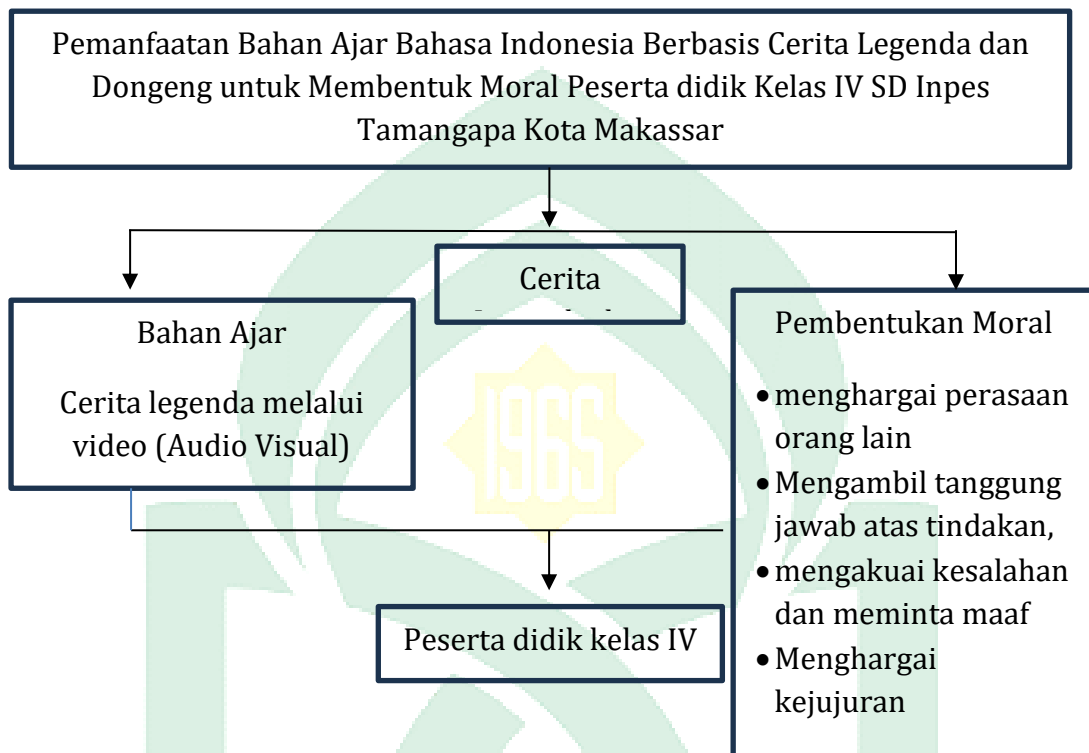 Pemanfaatan Bahan Ajar Bahasa Indonesia Berbasis Cerita Legenda dan
Dongeng untuk Membentuk Moral Peserta didik Kelas IV SD Inpes
Tamangapa Kota Makassar
Cerita
Bahan Ajar
Cerita legenda melalui
video (Audio Visual)
Pembentukan Moral
• menghargai perasaan
orang lain
• Mengambil tanggung
jawab atas tindakan,
• mengakuai kesalahan
dan meminta maaf
• Menghargai
kejujuran
1965
Peserta didik kelas IV